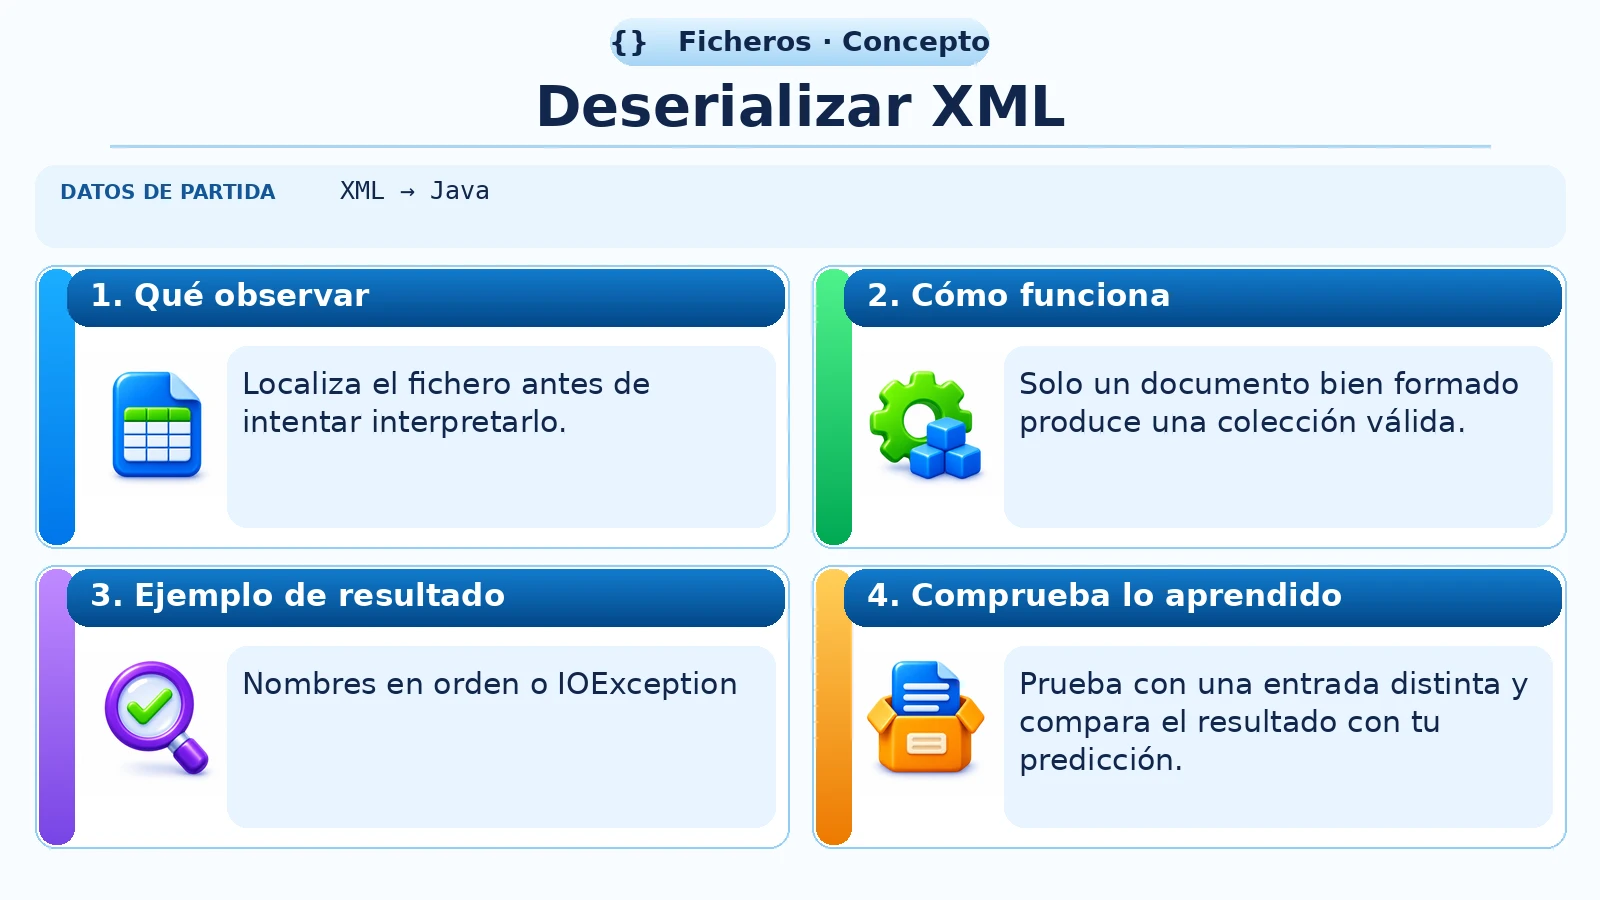 {} Ficheros · Concepto
Deserializar XML
DATOS DE PARTIDA XML → Java
1. Qué observar
Localiza el fichero antes de
intentar interpretarlo.
2. Cómo funciona
Solo un documento bien formado
produce una colección válida.
3. Ejemplo de resultado
Nombres en orden o IOException
4. Comprueba lo aprendido
Prueba con una entrada distinta y
compara el resultado con tu
predicción.